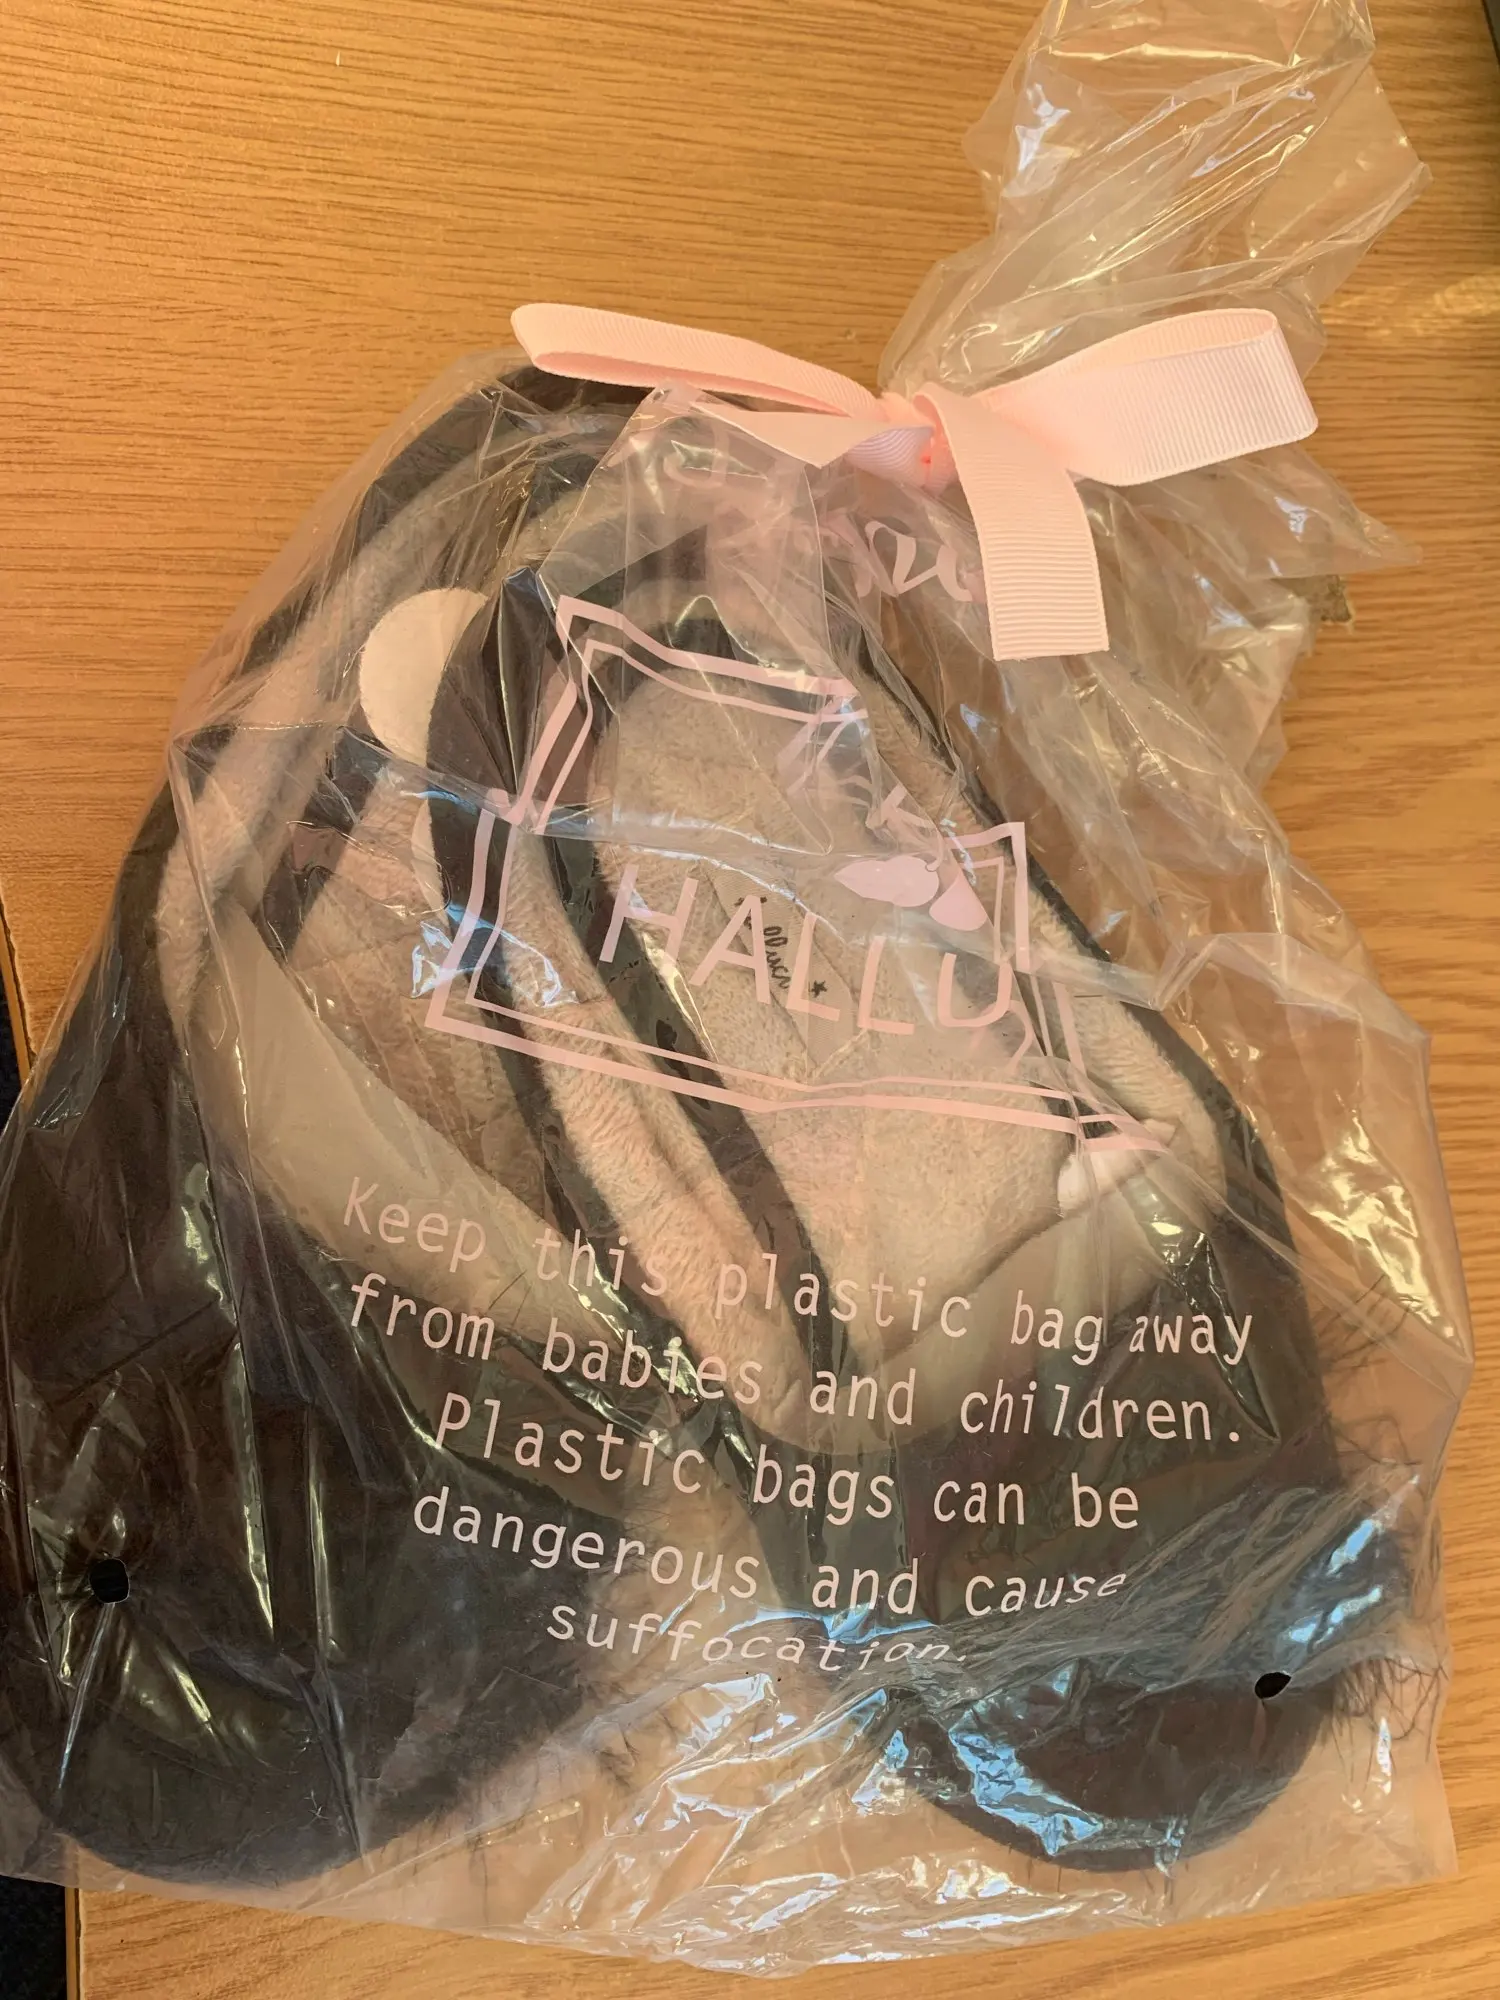 HALLU
Keep this plastic bag away
from babies and children.
Plastic bags can be
dangerous and cause
suffocation.